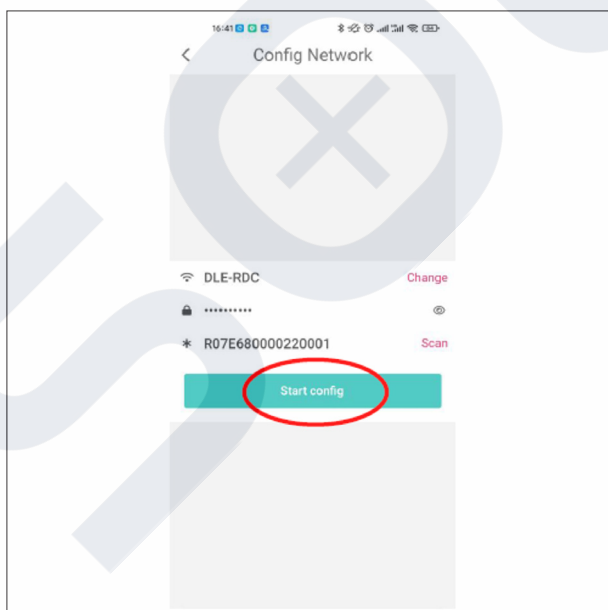 16:41
Config Network
DLE-RDC Change
••••••••••
R07E680000220001 Scan
Start config